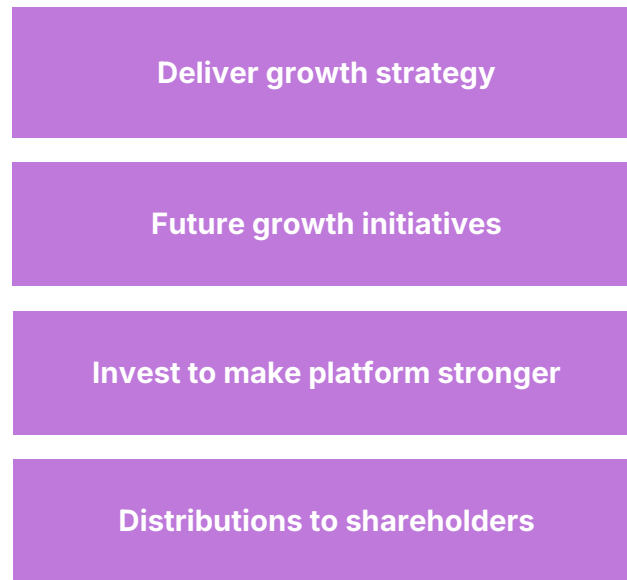 Deliver growth strategy
Future growth initiatives
Invest to make platform stronger
Distributions to shareholders